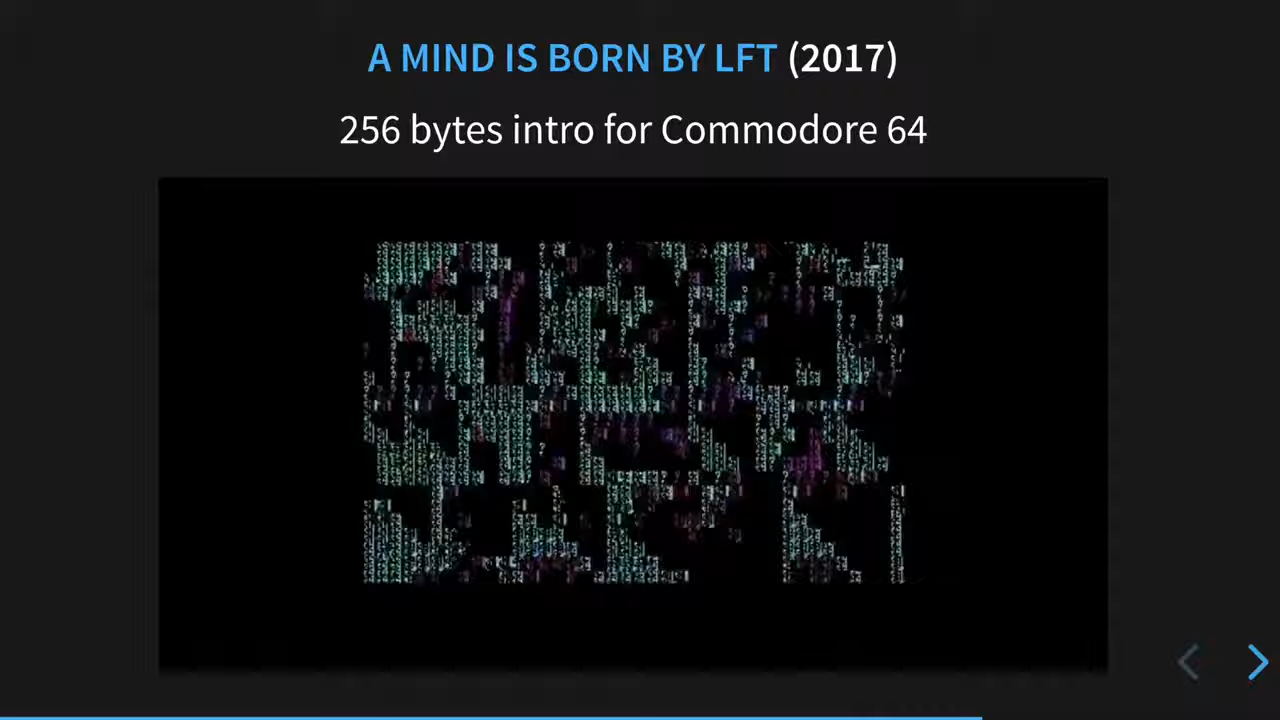 A MIND IS BORN BY LFT (2017)
256 bytes intro for Commodore 64